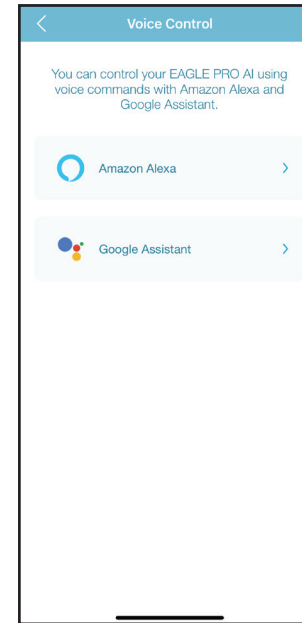 Voice Control
You can control your EAGLE PRO AI using
voice commands with Amazon Alexa and
Google Assistant.
Amazon Alexa
Google Assistant